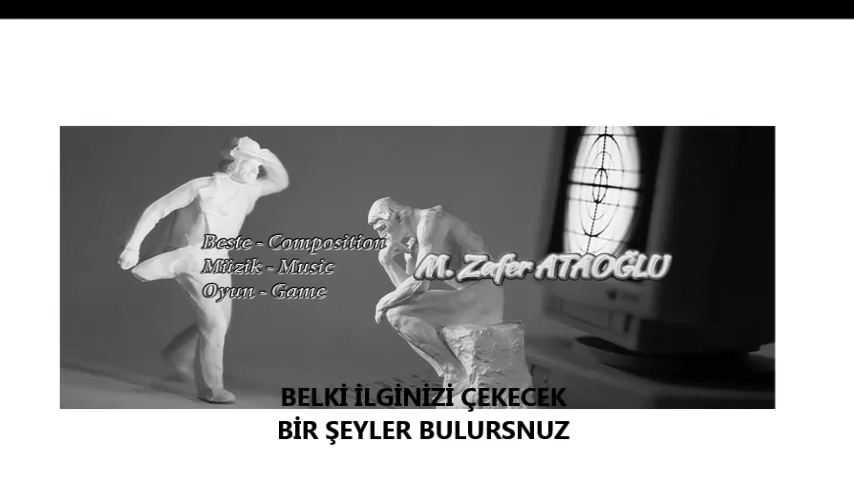 Beste - Composition
Müzik - Music
Oyun - Game
M. Zafer ATAOĞLU
BELKİ İLGİNİZİ ÇEKECEK
BİR ŞEYLER BULURSNUZ